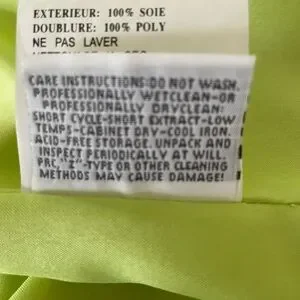 EXTERIEUR: 100% SOIE
DOUBLURE: 100% POLY
NE PAS LAVER
CARE INSTRUCTIONS:DO NOT WASH.
PROFESSIONALLY WETCLEAN-OR
PROFESSIONALLY DRYCLEAN:
SHORT CYCLE-SHORT EXTRACT-LOW
TEMPS-CABINET DRY-COOL IRON.
ACID-FREE STORAGE. UNPACK AND
INSPECT PERIODICALLY AT WILL.
PRC, "Z"-TYPE OR OTHER CLEANING
METHODS MAY CAUSE DAMAGE!